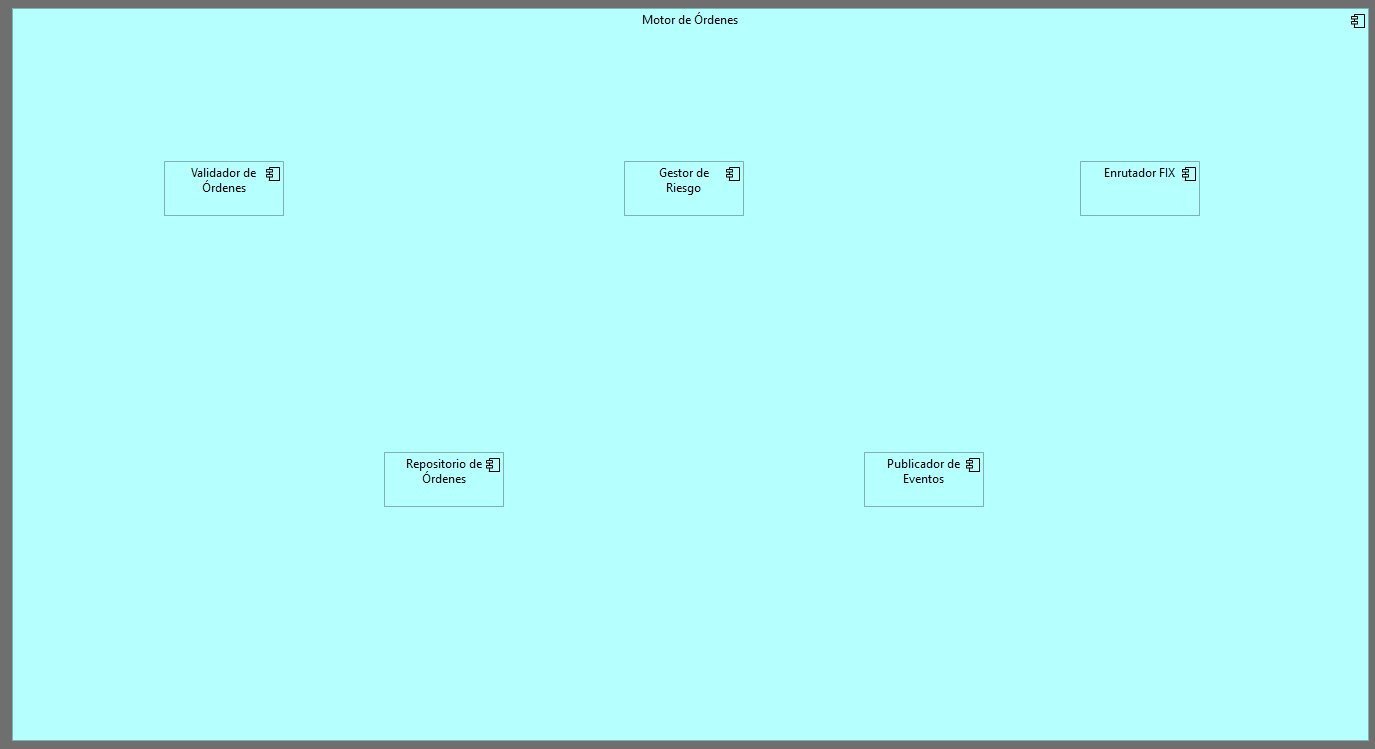 Motor de Órdenes
Validador de
Órdenes
Gestor de
Riesgo
Enrutador FIX
Repositorio de
Órdenes
Publicador de
Eventos